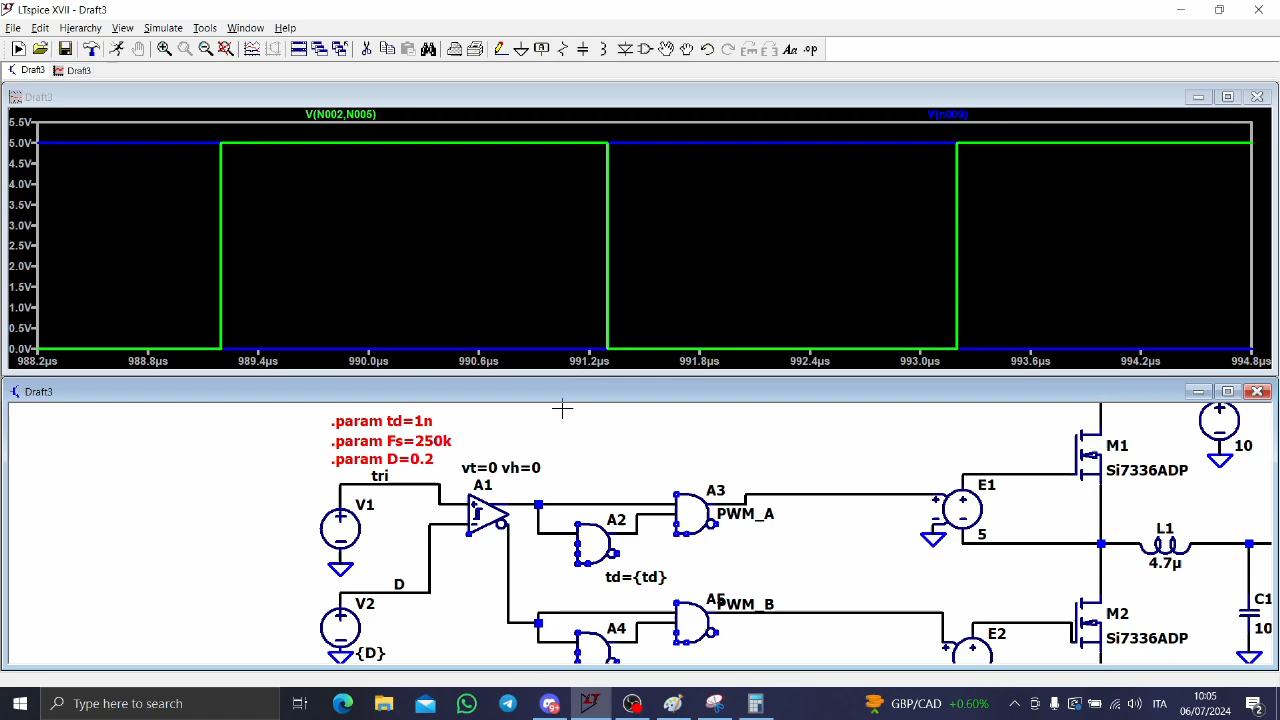 LTspice XVII - Draft3
File Edit Hierarchy View Simulate Tools Window Help
Draft3 Draft3
Draft3
V(N002,N005)
5.5V
5.0V
4.5V
4.0V
3.5V
3.0V
2.5V
2.0V
1.5V
1.0V
0.5V
0.0V
988.2µs 988.8µs 989.4µs 990.0µs 990.6µs 991.2µs 991.8µs 992.4µs 993.0µs 993.6µs 994.2µs 994.8µs
Draft3
.param td=1n
.param Fs=250k
.param D=0.2
tri
vt=0 vh=0
A1
V1
A2
A3
PWM_A
td={td}
E1
5
M1
Si7336ADP
10
L1
4.7µ
D
V2
{D}
A4
A5
PWM_B
E2
M2
Si7336ADP
C1
10
Type here to search
GBP/CAD +0.60%
ITA
10:05
06/07/2024
2